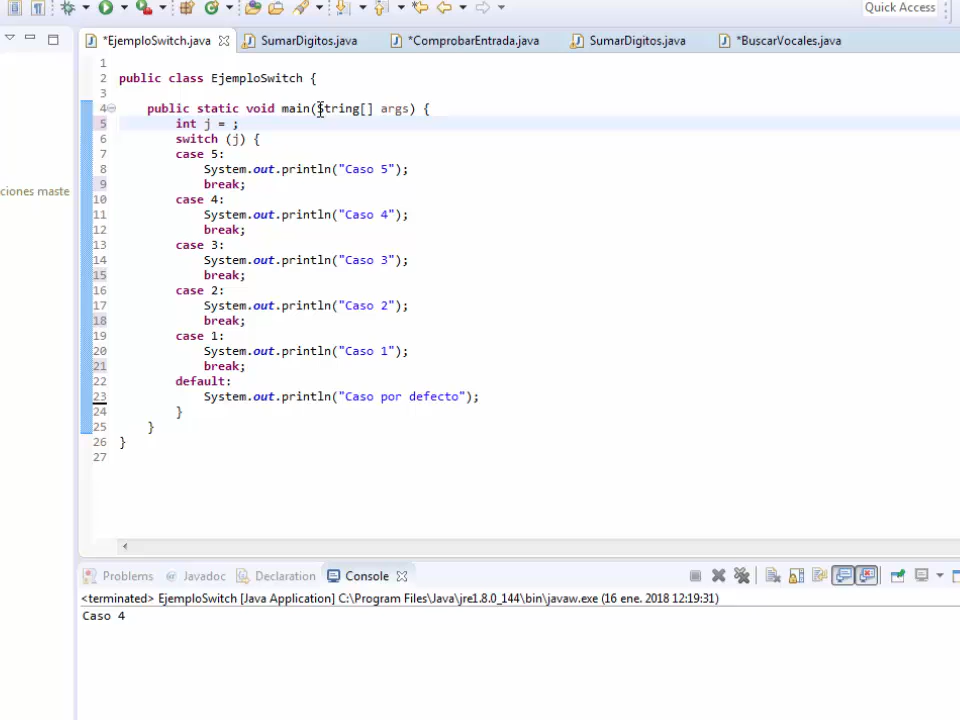 Quick Access
*EjemploSwitch.java
SumarDigitos.java
*ComprobarEntrada.java
SumarDigitos.java
*BuscarVocales.java
ciones maste
1
2 public class EjemploSwitch {
3
4 public static void main(String[] args) {
5 int j = ;
6 switch (j) {
7 case 5:
8 System.out.println("Caso 5");
9 break;
10 case 4:
11 System.out.println("Caso 4");
12 break;
13 case 3:
14 System.out.println("Caso 3");
15 break;
16 case 2:
17 System.out.println("Caso 2");
18 break;
19 case 1:
20 System.out.println("Caso 1");
21 break;
22 default:
23 System.out.println("Caso por defecto");
24 }
25 }
26 }
27
Problems @ Javadoc Declaration Console
<terminated> EjemploSwitch [Java Application] C:\Program Files\Java\jre1.8.0_144\bin\javaw.exe (16 ene. 2018 12:19:31)
Caso 4